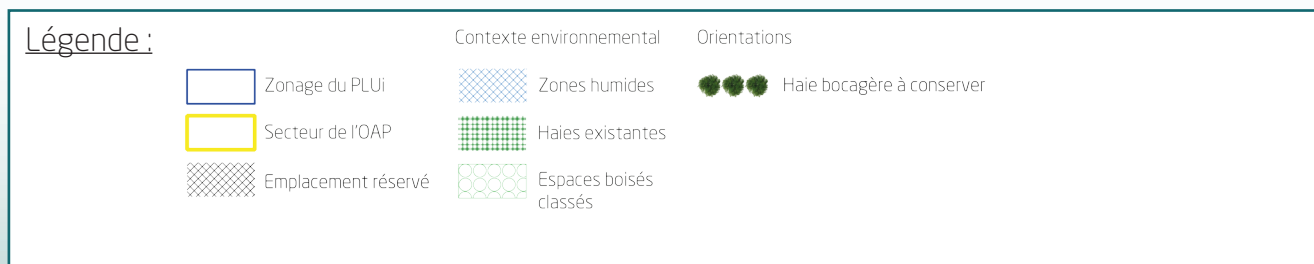 Légende :
Zonage du PLUi
Secteur de l'OAP
Emplacement réservé
Contexte environnemental
Zones humides
Haies existantes
Espaces boisés
classés
Orientations
Haie bocagère à conserver